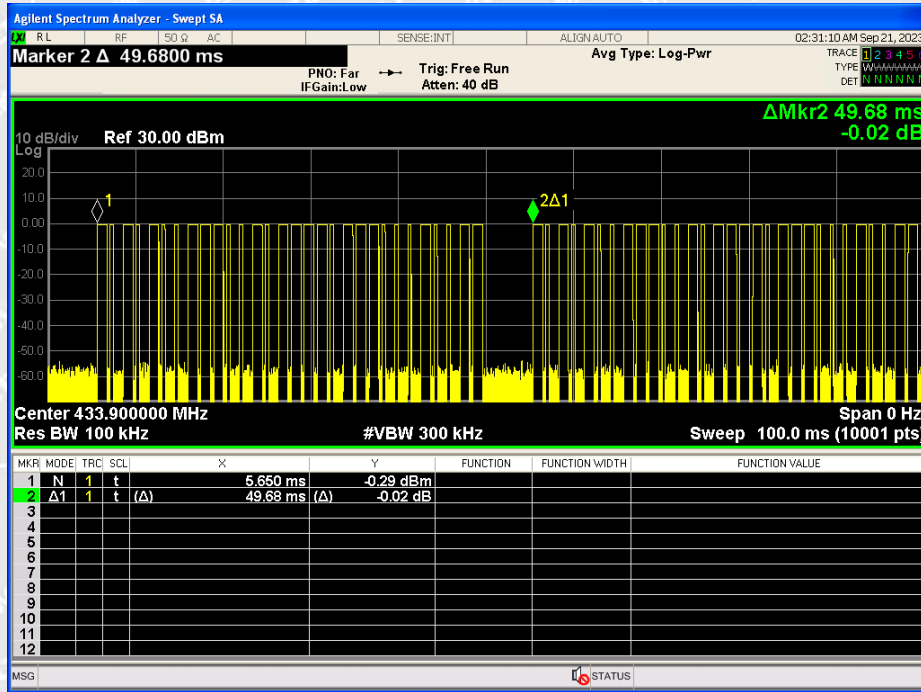 Agilent Spectrum Analyzer - Swept SA
LXI RL RF 50 Ω AC SENSE:INT ALIGN AUTO 02:31:10 AM Sep 21, 2023
Marker 2 Δ 49.6800 ms
PNO: Far
IFGain:Low
Trig: Free Run
Atten: 40 dB
Avg Type: Log-Pwr
TRACE 1 2 3 4 5
TYPE
DET N N N N N
ΔMkr2 49.68 ms
-0.02 dB
10 dB/div Ref 30.00 dBm
Log
20.0
10.0
0.00
-10.0
-20.0
-30.0
-40.0
-50.0
-60.0
1
2Δ1
Center 433.900000 MHz Span 0 Hz
Res BW 100 kHz #VBW 300 kHz Sweep 100.0 ms (10001 pts)
MKR MODE TRC SCL X Y FUNCTION FUNCTION WIDTH FUNCTION VALUE
1 N 1 t 5.650 ms -0.29 dBm
2 Δ1 1 t (Δ) 49.68 ms (Δ) -0.02 dB
3
4
5
6
7
8
9
10
11
12
MSG STATUS